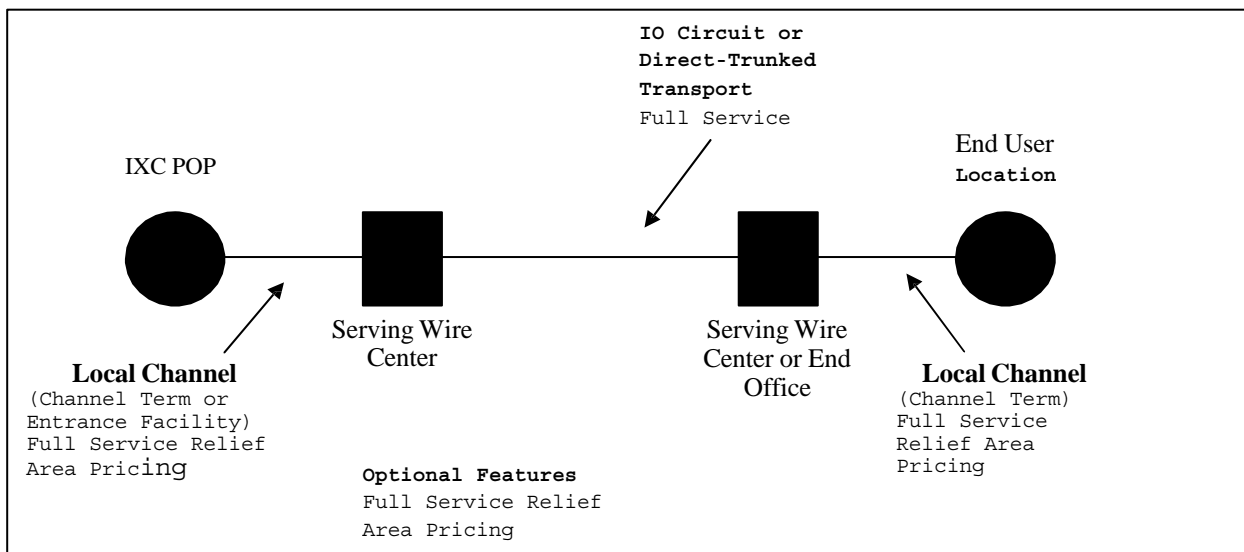 IO Circuit or
Direct-Trunked
Transport
Full Service
IXC POP
End User
Location
Serving Wire
Center
Serving Wire
Center or End
Office
Local Channel
(Channel Term or
Entrance Facility)
Full Service Relief
Area Pricing
Local Channel
(Channel Term)
Full Service
Relief Area
Pricing
Optional Features
Full Service Relief
Area Pricing